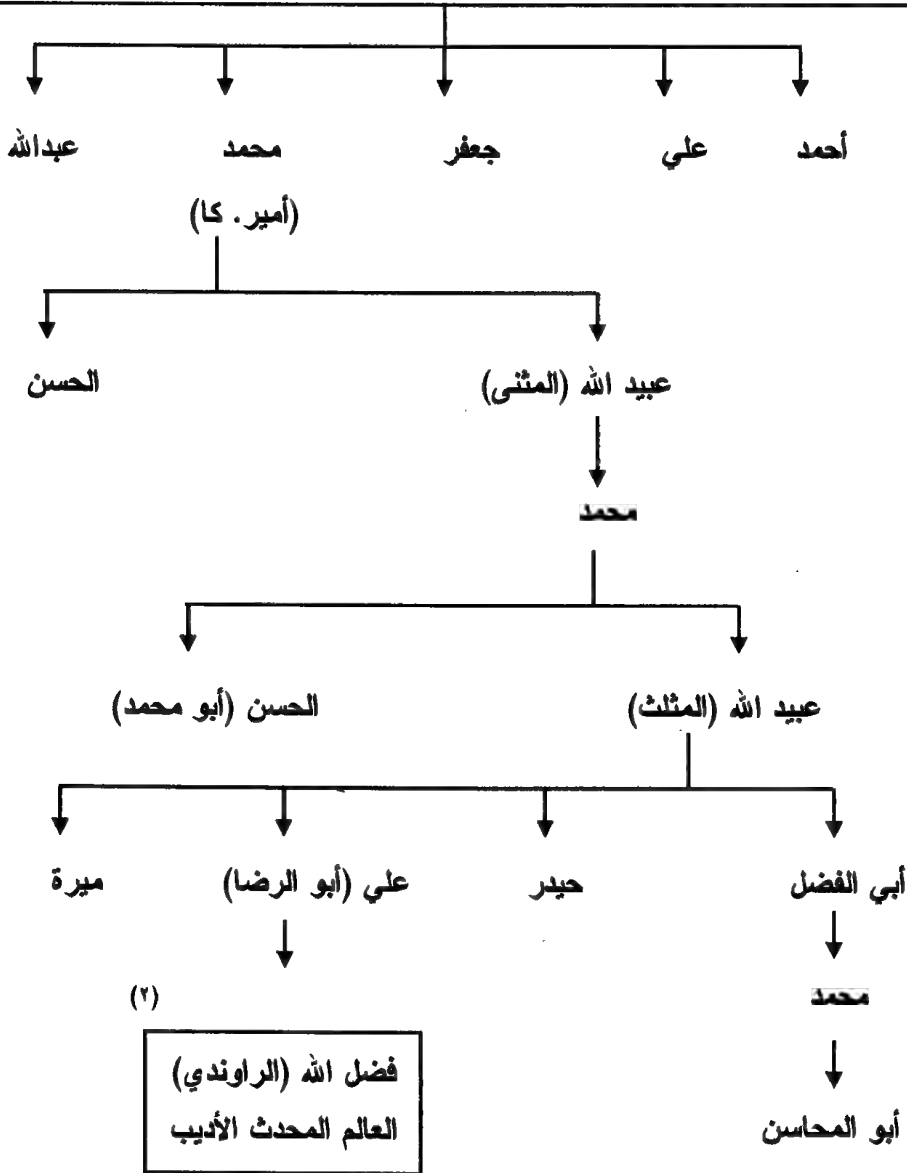 أحمد علي جعفر محمد عبدالله
(أمير . كا)
عبيد الله (المثنى) الحسن
محمد
عبيد الله (المثلث) الحسن (أبو محمد)
أبي الفضل حيدر علي (أبو الرضا) ميرة
محمد (٢)
فضل الله (الراوندي)
العالم المحدث الأديب
أبو المحاسن